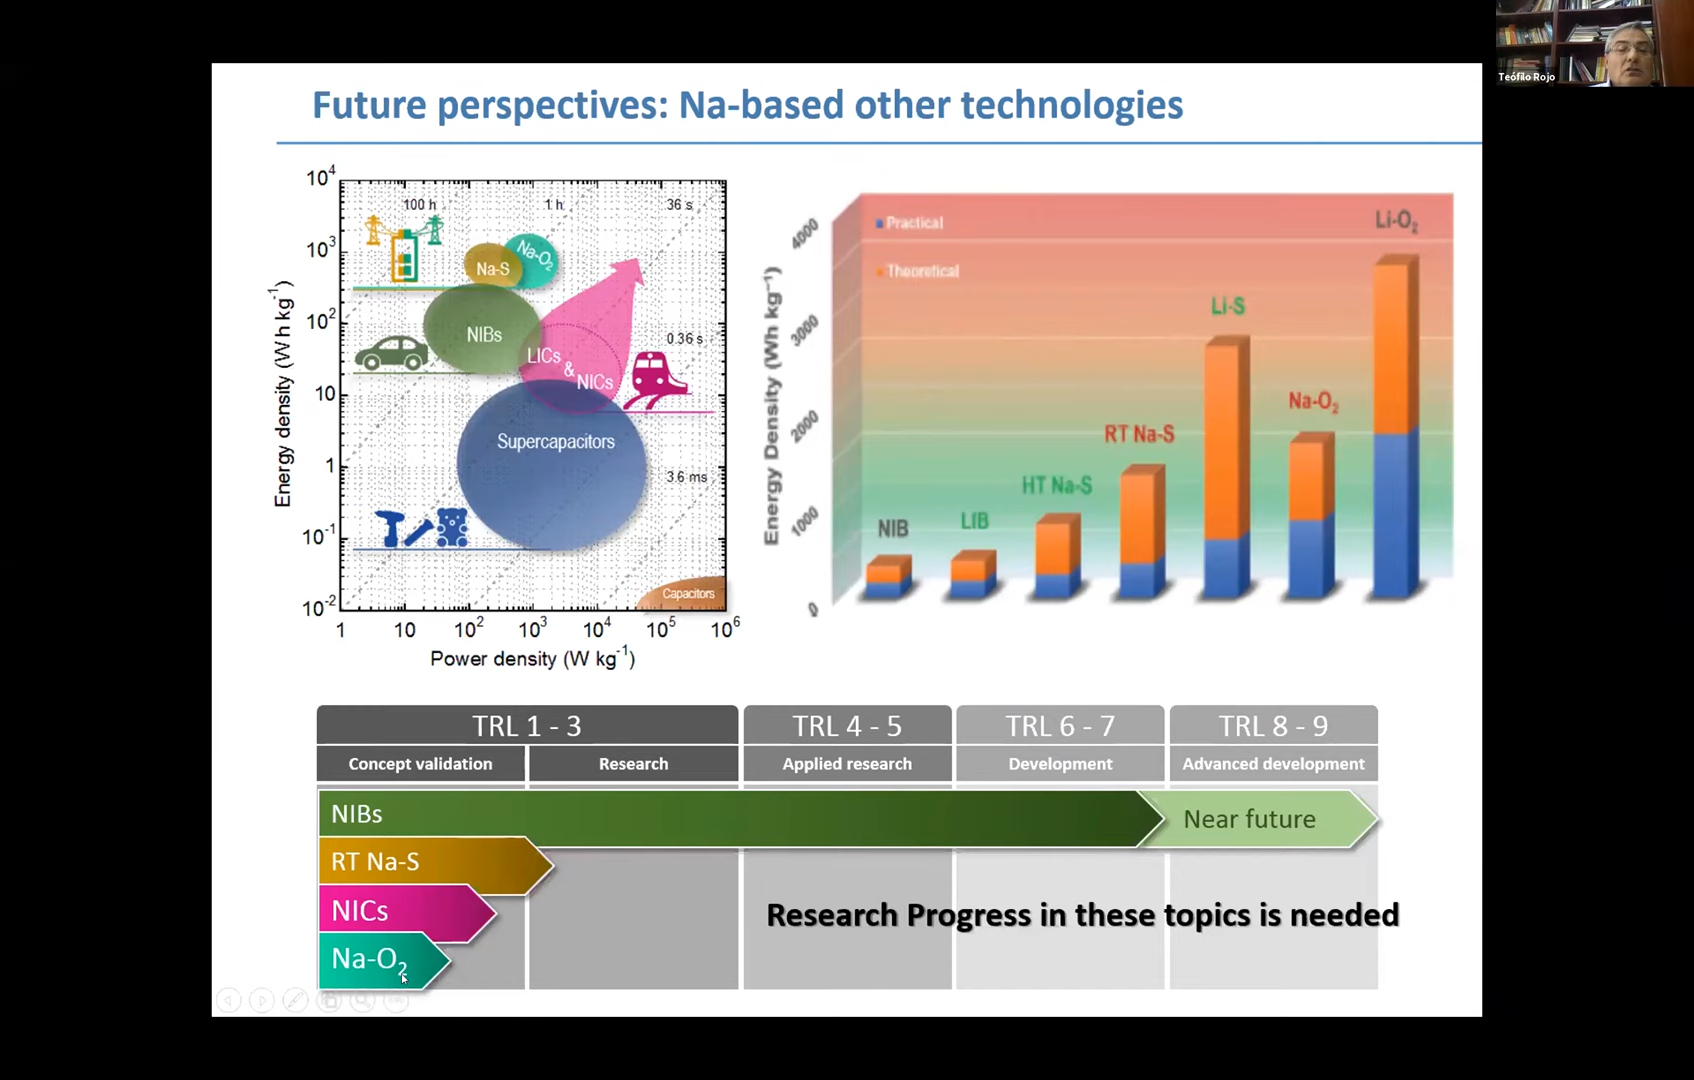 Teófilo Rojo
Future perspectives: Na-based other technologies
Energy density (W h kg⁻¹)
10⁴
10³
10²
10
1
10⁻¹
10⁻²
100 h
1 h
36 s
0.36 s
3.6 ms
Na-S
Na-O₂
NIBs
LICs
&
NICs
Supercapacitors
Capacitors
1
10
10²
10³
10⁴
10⁵
10⁶
Power density (W kg⁻¹)
Energy Density (Wh kg⁻¹)
4000
3000
2000
1000
0
Practical
Theoretical
NIB
LIB
HT Na-S
RT Na-S
Li-S
Na-O₂
Li-O₂
TRL 1 - 3
TRL 4 - 5
TRL 6 - 7
TRL 8 - 9
Concept validation
Research
Applied research
Development
Advanced development
NIBs
Near future
RT Na-S
NICs
Research Progress in these topics is needed
Na-O₂